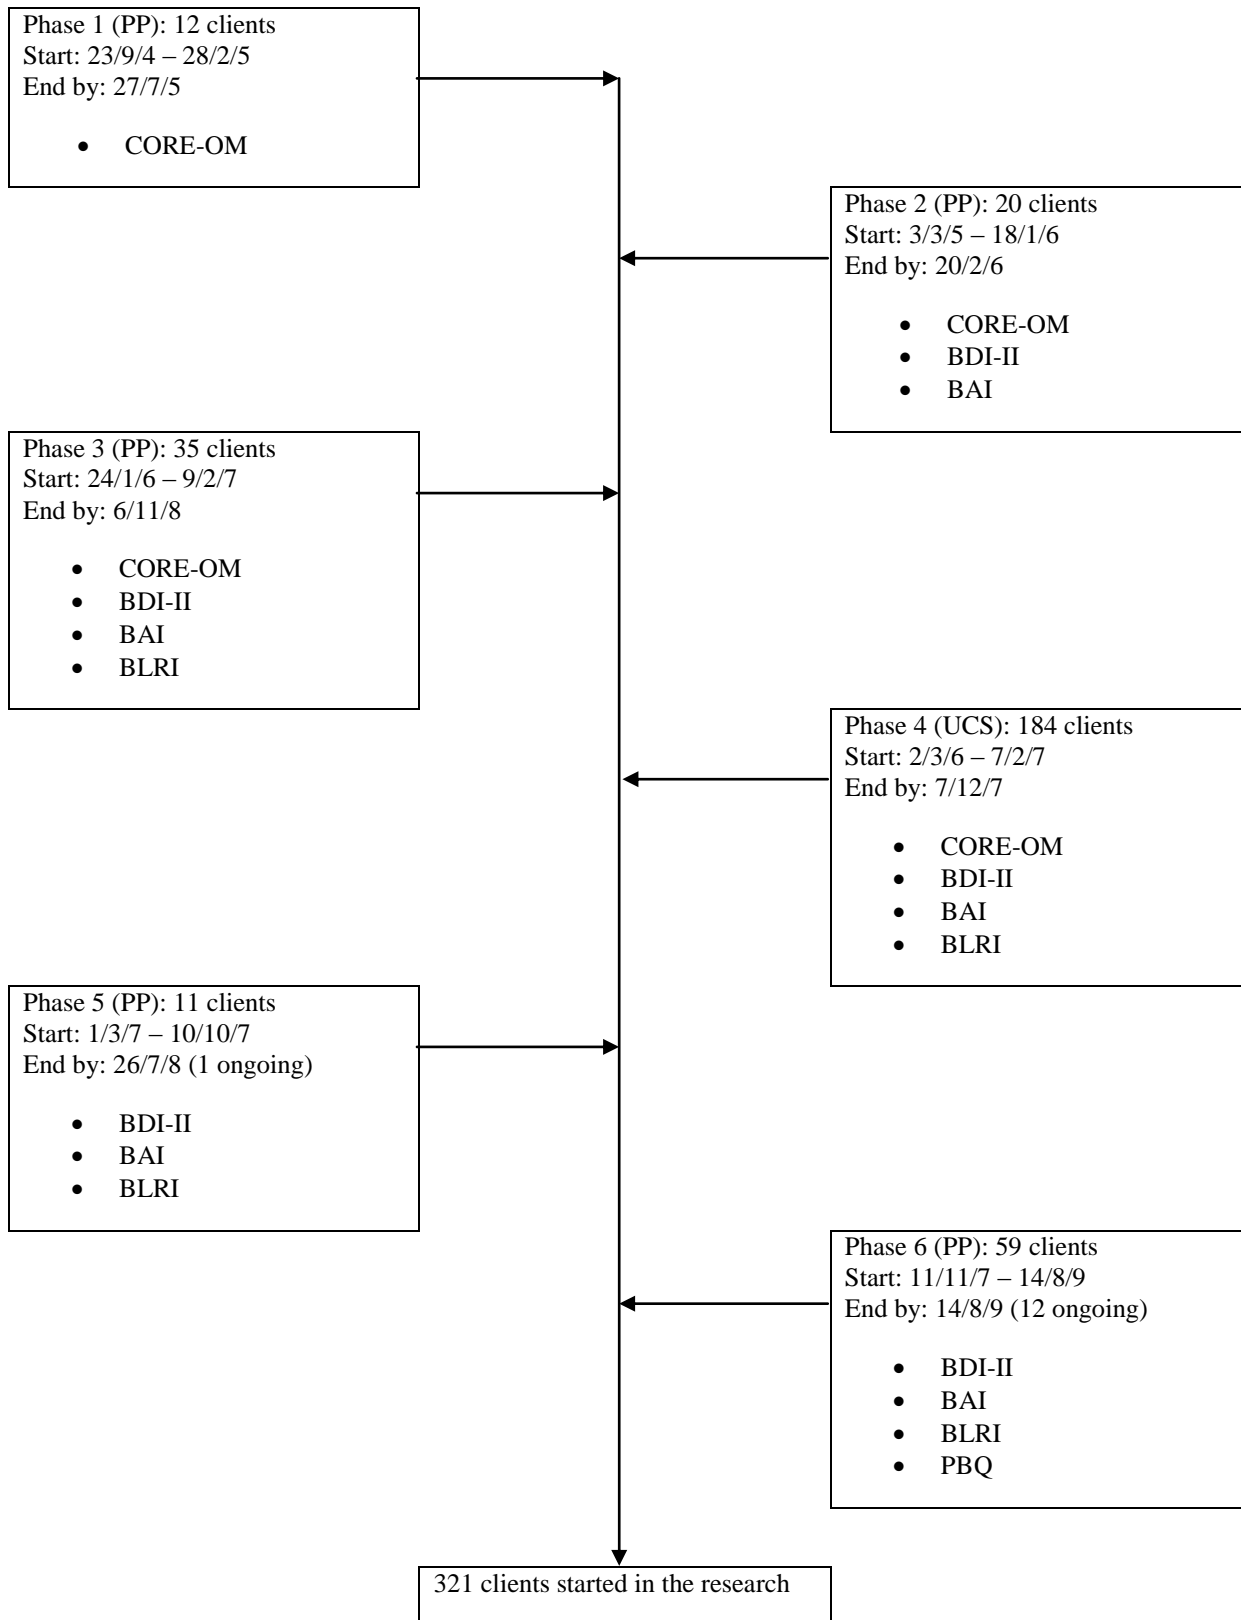 Phase 1 (PP): 12 clients
Start: 23/9/4 – 28/2/5
End by: 27/7/5
• CORE-OM
Phase 2 (PP): 20 clients
Start: 3/3/5 – 18/1/6
End by: 20/2/6
• CORE-OM
• BDI-II
• BAI
Phase 3 (PP): 35 clients
Start: 24/1/6 – 9/2/7
End by: 6/11/8
• CORE-OM
• BDI-II
• BAI
• BLRI
Phase 4 (UCS): 184 clients
Start: 2/3/6 – 7/2/7
End by: 7/12/7
• CORE-OM
• BDI-II
• BAI
• BLRI
Phase 5 (PP): 11 clients
Start: 1/3/7 – 10/10/7
End by: 26/7/8 (1 ongoing)
• BDI-II
• BAI
• BLRI
Phase 6 (PP): 59 clients
Start: 11/11/7 – 14/8/9
End by: 14/8/9 (12 ongoing)
• BDI-II
• BAI
• BLRI
• PBQ
321 clients started in the research